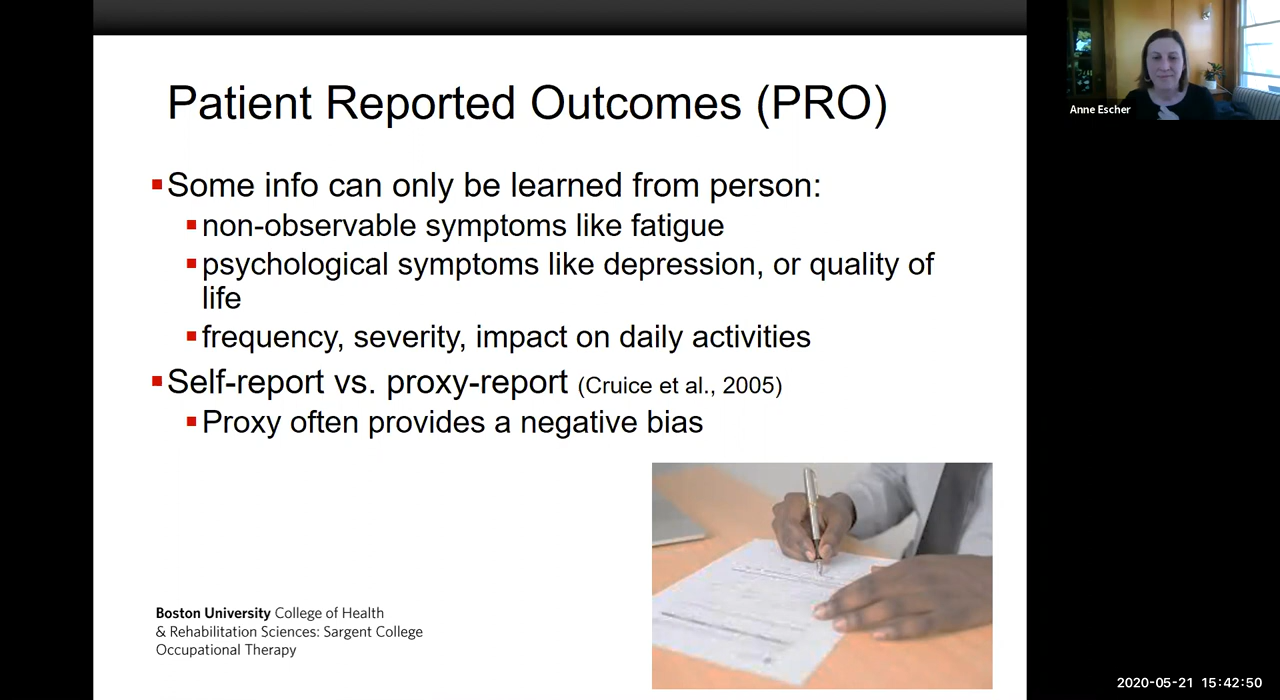 Patient Reported Outcomes (PRO)
Some info can only be learned from person:
non-observable symptoms like fatigue
psychological symptoms like depression, or quality of
life
frequency, severity, impact on daily activities
Self-report vs. proxy-report (Cruice et al., 2005)
Proxy often provides a negative bias
Boston University College of Health
& Rehabilitation Sciences: Sargent College
Occupational Therapy
Anne Escher
2020-05-21 15:42:50